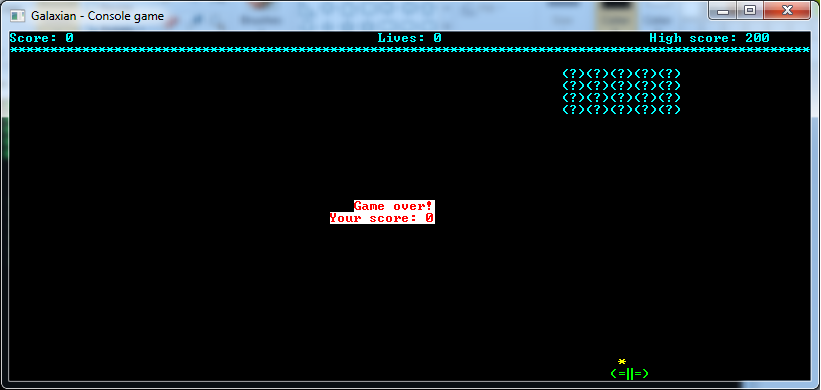 Galaxian - Console game
Score: 0 Lives: 0 High score: 200
****************************************************************************************************
(?)(?)(?)(?)(?)
(?)(?)(?)(?)(?)
(?)(?)(?)(?)(?)
(?)(?)(?)(?)(?)
Game over!
Your score: 0
*
(=||=)